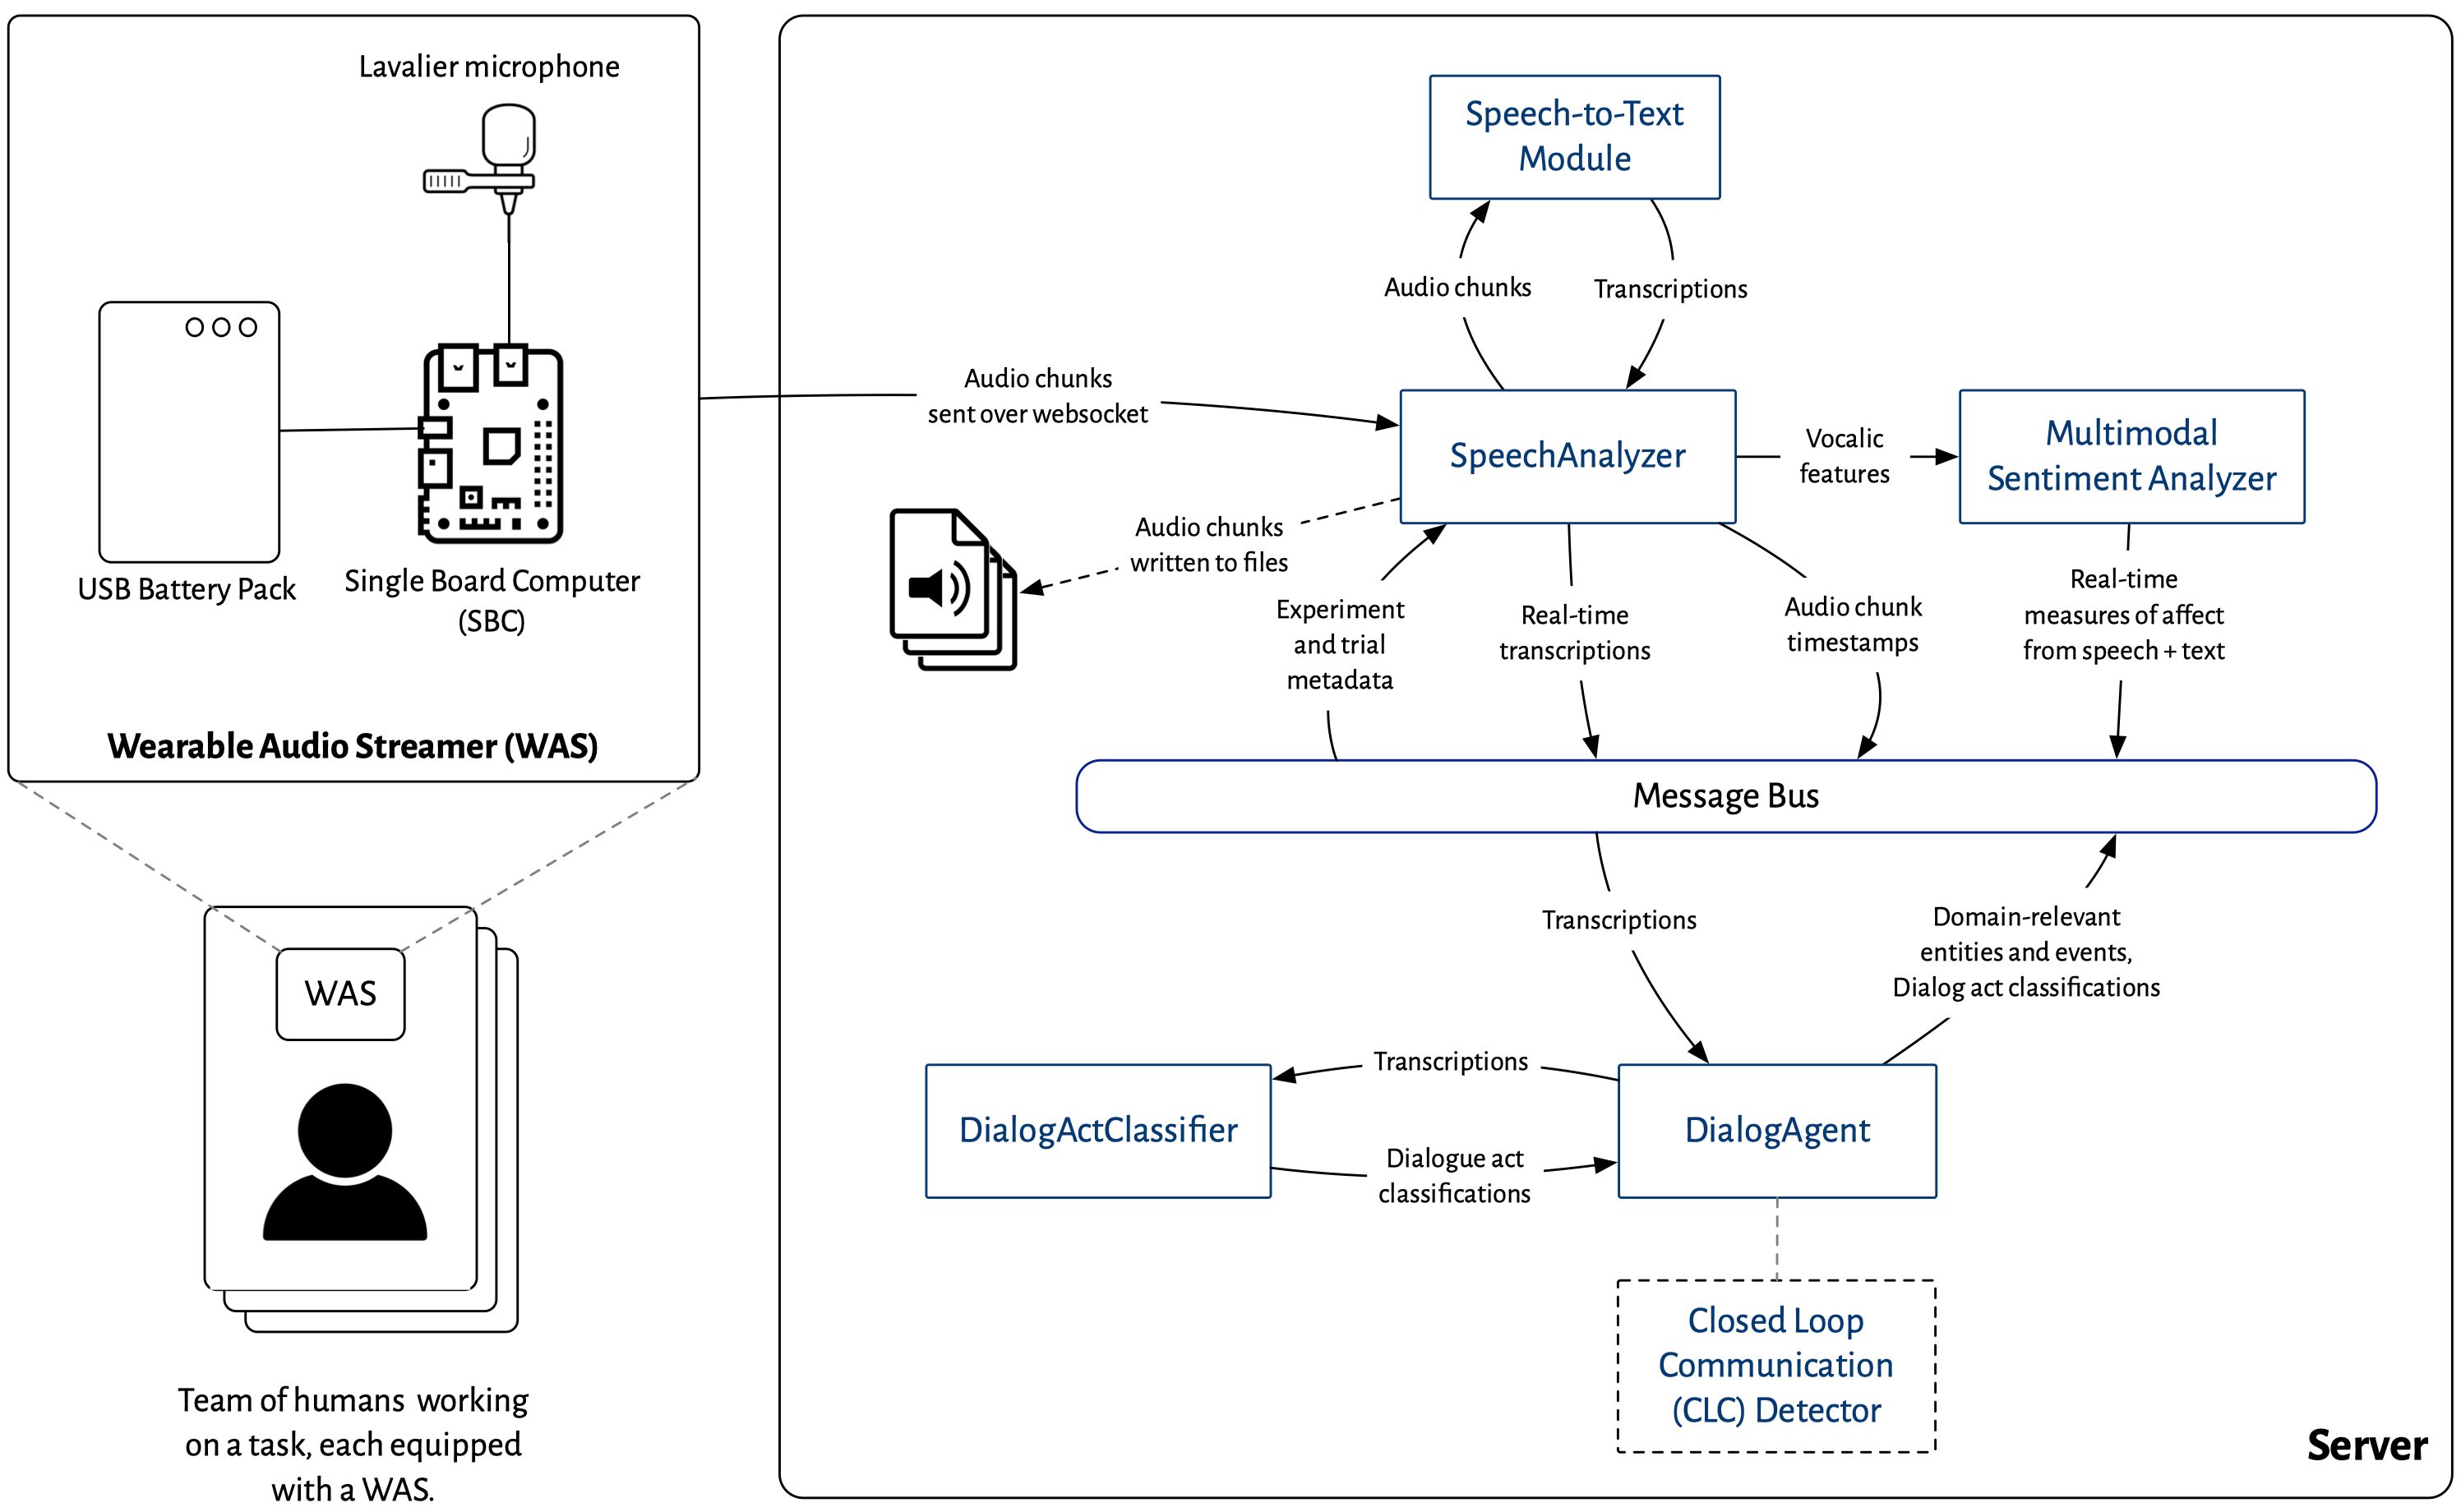 Lavalier microphone
USB Battery Pack
Single Board Computer
(SBC)
Wearable Audio Streamer (WAS)
WAS
Team of humans working
on a task, each equipped
with a WAS.
Speech-to-Text
Module
Audio chunks
Transcriptions
Audio chunks
sent over websocket
SpeechAnalyzer
Vocalic
features
Multimodal
Sentiment Analyzer
Audio chunks
written to files
Experiment
and trial
metadata
Real-time
transcriptions
Audio chunk
timestamps
Real-time
measures of affect
from speech + text
Message Bus
Transcriptions
Domain-relevant
entities and events,
Dialog act classifications
Transcriptions
DialogActClassifier
DialogAgent
Dialogue act
classifications
Closed Loop
Communication
(CLC) Detector
Server